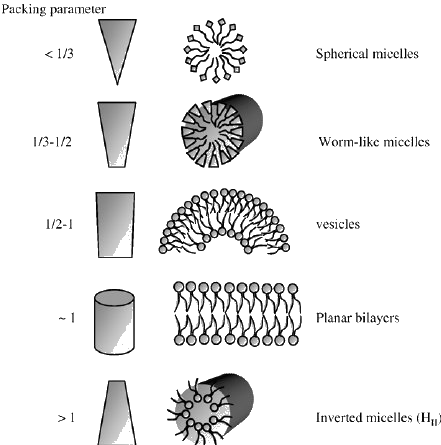 Packing parameter
< 1/3 Spherical micelles
1/3-1/2 Worm-like micelles
1/2-1 vesicles
~ 1 Planar bilayers
> 1 Inverted micelles (HII)